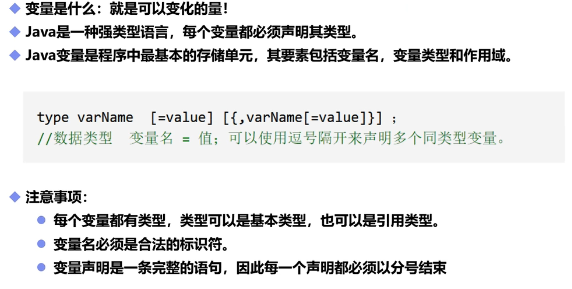 变量是什么：就是可以变化的量！
Java是一种强类型语言，每个变量都必须声明其类型。
Java变量是程序中最基本的存储单元，其要素包括变量名，变量类型和作用域。
type varName  [=value] [{,varName[=value]}] ;
//数据类型  变量名 = 值；可以使用逗号隔开来声明多个同类型变量。
注意事项：
每个变量都有类型，类型可以是基本类型，也可以是引用类型。
变量名必须是合法的标识符。
变量声明是一条完整的语句，因此每一个声明都必须以分号结束